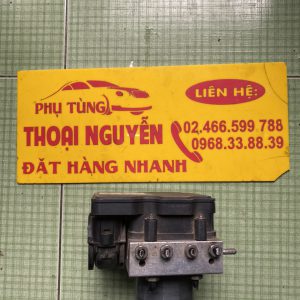 LIÊN HỆ:
PHỤ TÙNG
THOẠI NGUYỄN
02.466.599 788
0968.33.88.39
ĐẶT HÀNG NHANH